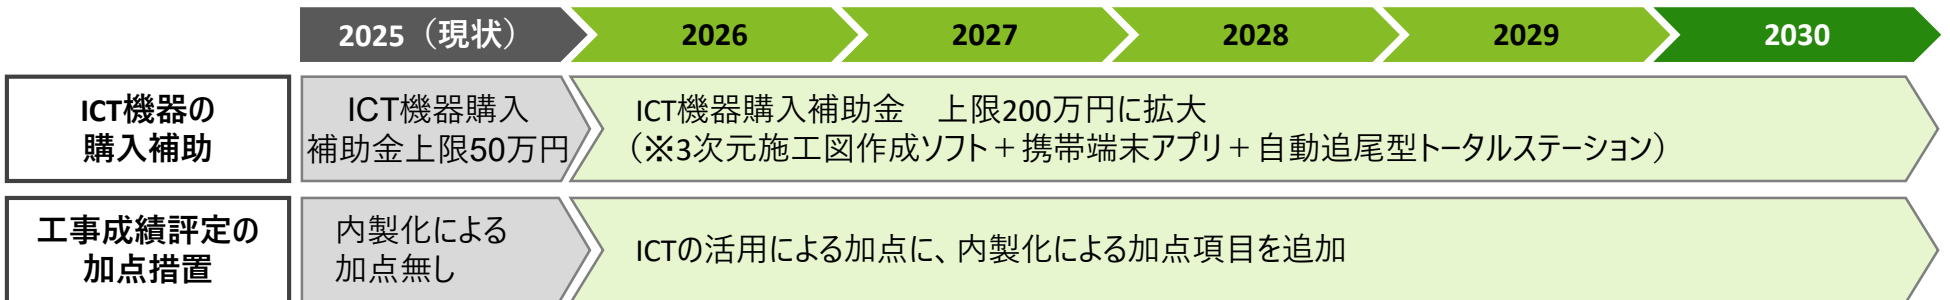 2025（現状）
2026
2027
2028
2029
2030
ICT機器の
購入補助
ICT機器購入
補助金上限50万円
ICT機器購入補助金　上限200万円に拡大
（※3次元施工図作成ソフト＋携帯端末アプリ＋自動追尾型トータルステーション）
工事成績評定の
加点措置
内製化による
加点無し
ICTの活用による加点に、内製化による加点項目を追加